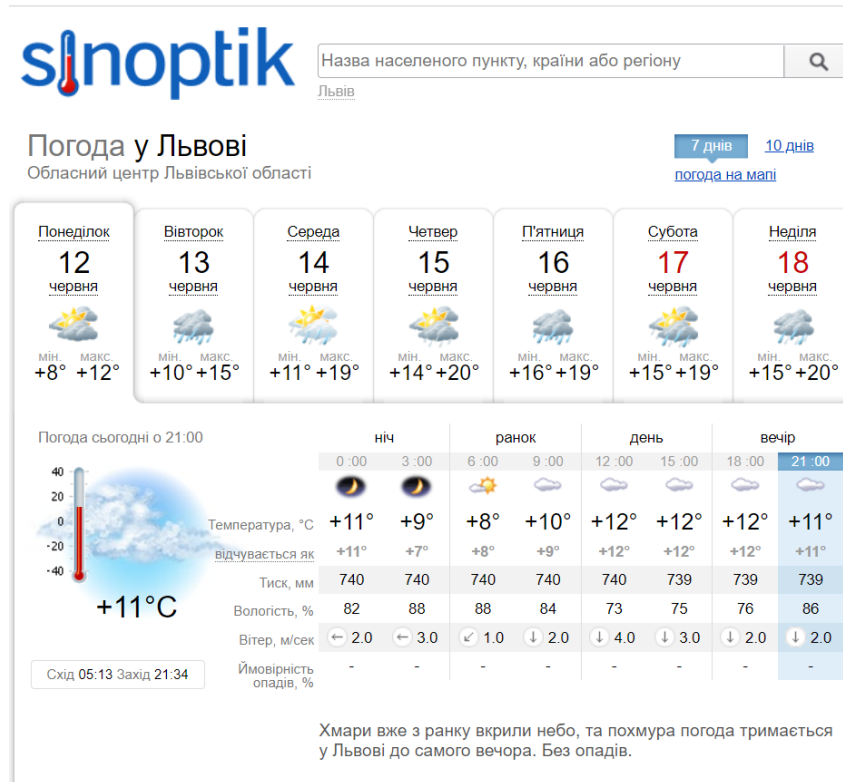 sinoptik
Назва населеного пункту, країни або регіону
Львів
Погода у Львові
Обласний центр Львівської області
7 днів 10 днів
погода на мапі
Понеділок Вівторок Середа Четвер П'ятниця Субота Неділя
12 13 14 15 16 17 18
червня червня червня червня червня червня червня
мін. макс. мін. макс. мін. макс. мін. макс. мін. макс. мін. макс. мін. макс.
+8° +12° +10° +15° +11° +19° +14° +20° +16° +19° +15° +19° +15° +20°
Погода сьогодні о 21:00
ніч ранок день вечір
0 :00 3 :00 6 :00 9 :00 12 :00 15 :00 18 :00 21 :00
40
20
0
-20
-40
+11°C
Температура, °C +11° +9° +8° +10° +12° +12° +12° +11°
відчувається як +11° +7° +8° +9° +12° +12° +12° +11°
Тиск, мм 740 740 740 740 740 739 739 739
Вологість, % 82 88 88 84 73 75 76 86
Вітер, м/сек ← 2.0 ← 3.0 ↙ 1.0 ↓ 2.0 ↓ 4.0 ↓ 3.0 ↓ 2.0 ↓ 2.0
Ймовірність - - - - - - - -
опадів, %
Схід 05:13 Захід 21:34
Хмари вже з ранку вкрили небо, та похмура погода тримається
у Львові до самого вечора. Без опадів.